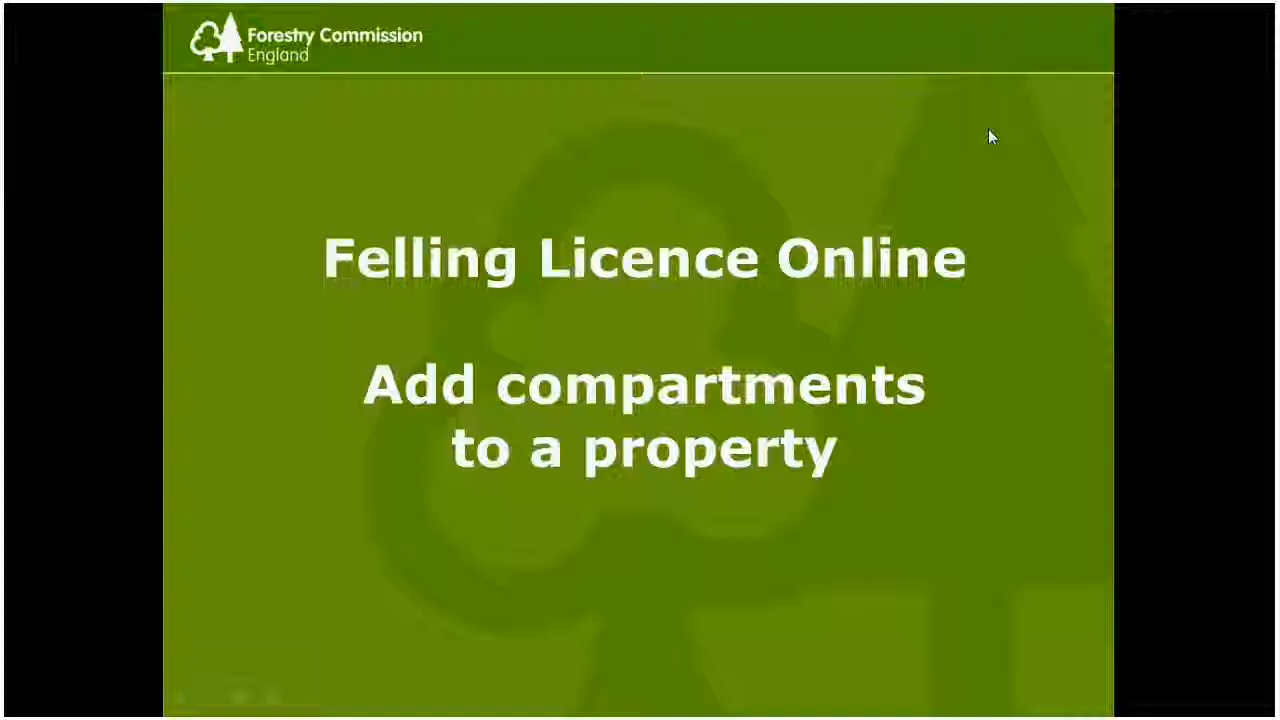 Forestry Commission
England
Felling Licence Online
Add compartments
to a property